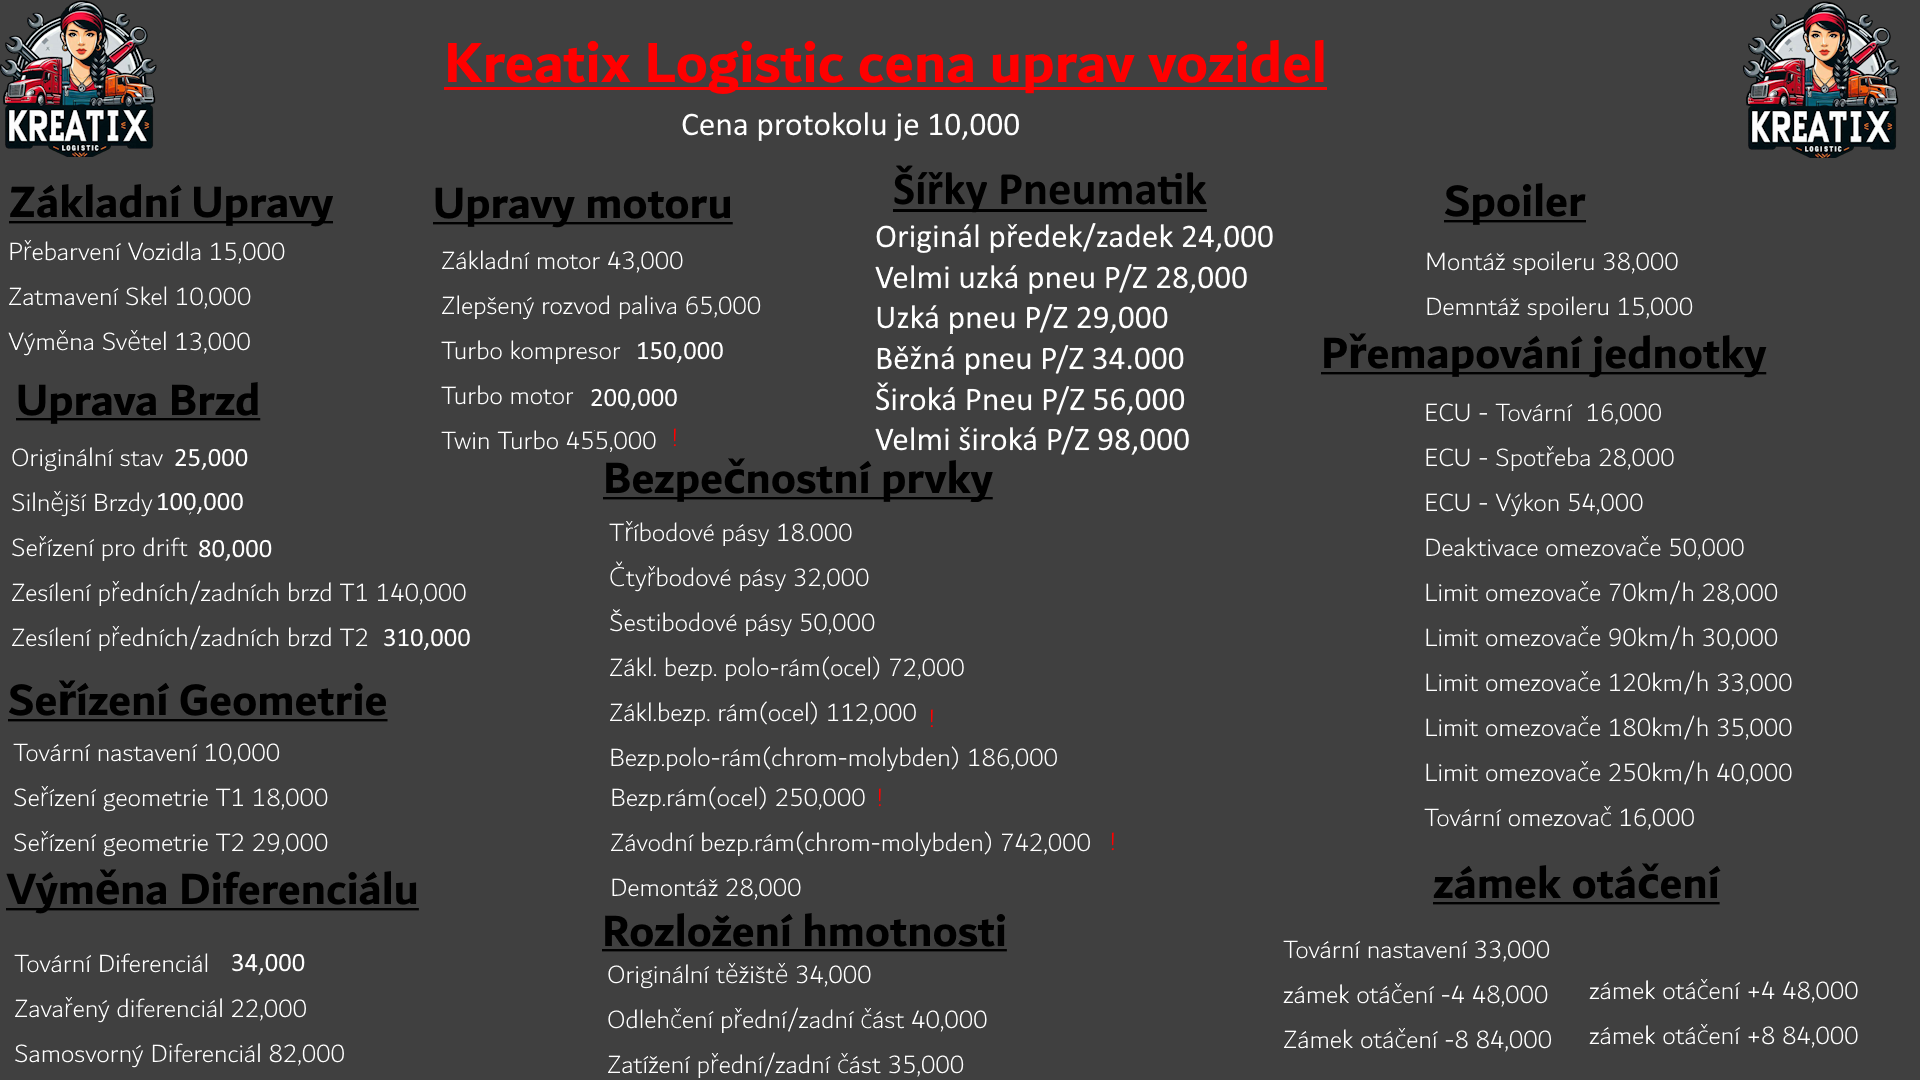 KREATIX
LOGISTIC
Kreatix Logistic cena uprav vozidel
Cena protokolu je 10,000
KREATIX
LOGISTIC
Základní Upravy
Přebarvení Vozidla 15,000
Zatmavení Skel 10,000
Výměna Světel 13,000
Uprava Brzd
Originální stav 25,000
Silnější Brzdy 100,000
Seřízení pro drift 80,000
Zesílení předních/zadních brzd T1 140,000
Zesílení předních/zadních brzd T2 310,000
Seřízení Geometrie
Tovární nastavení 10,000
Seřízení geometrie T1 18,000
Seřízení geometrie T2 29,000
Výměna Diferenciálu
Tovární Diferenciál 34,000
Zavařený diferenciál 22,000
Samosvorný Diferenciál 82,000
Upravy motoru
Základní motor 43,000
Zlepšený rozvod paliva 65,000
Turbo kompresor 150,000
Turbo motor 200,000
Twin Turbo 455,000 !
Šířky Pneumatik
Originál předek/zadek 24,000
Velmi uzká pneu P/Z 28,000
Uzká pneu P/Z 29,000
Běžná pneu P/Z 34.000
Široká Pneu P/Z 56,000
Velmi široká P/Z 98,000
Bezpečnostní prvky
Tříbodové pásy 18.000
Čtyřbodové pásy 32,000
Šestibodové pásy 50,000
Zákl. bezp. polo-rám(ocel) 72,000
Zákl.bezp. rám(ocel) 112,000 !
Bezp.polo-rám(chrom-molybden) 186,000
Bezp.rám(ocel) 250,000 !
Závodní bezp.rám(chrom-molybden) 742,000 !
Demontáž 28,000
Rozložení hmotnosti
Originální těžiště 34,000
Odlehčení přední/zadní část 40,000
Zatížení přední/zadní část 35,000
Spoiler
Montáž spoileru 38,000
Demntáž spoileru 15,000
Přemapování jednotky
ECU - Tovární 16,000
ECU - Spotřeba 28,000
ECU - Výkon 54,000
Deaktivace omezovače 50,000
Limit omezovače 70km/h 28,000
Limit omezovače 90km/h 30,000
Limit omezovače 120km/h 33,000
Limit omezovače 180km/h 35,000
Limit omezovače 250km/h 40,000
Tovární omezovač 16,000
zámek otáčení
Tovární nastavení 33,000
zámek otáčení -4 48,000
Zámek otáčení -8 84,000
zámek otáčení +4 48,000
zámek otáčení +8 84,000